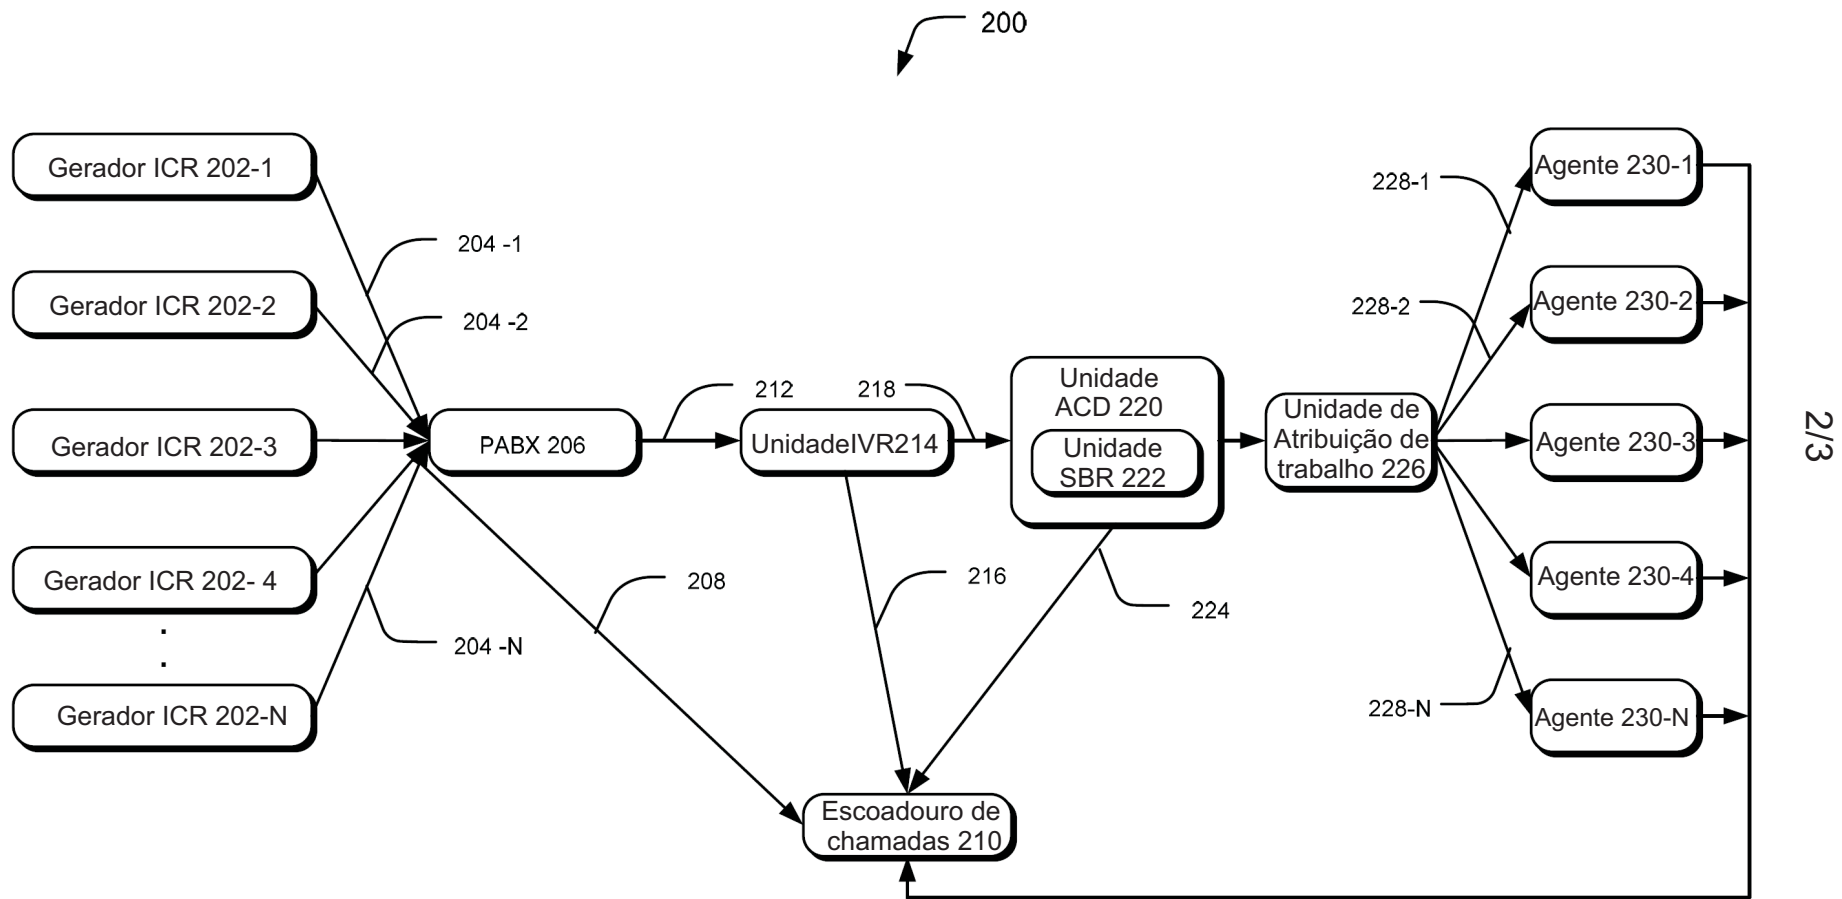 200
Gerador ICR 202-1
Gerador ICR 202-2
Gerador ICR 202-3
Gerador ICR 202- 4
.
.
Gerador ICR 202-N
204 -1
204 -2
204 -N
PABX 206
208
212
UnidadeIVR214
216
218
Unidade
ACD 220
Unidade
SBR 222
224
Escoadouro de
chamadas 210
Unidade de
Atribuição de
trabalho 226
228-1
228-2
228-N
Agente 230-1
Agente 230-2
Agente 230-3
Agente 230-4
Agente 230-N
2/3